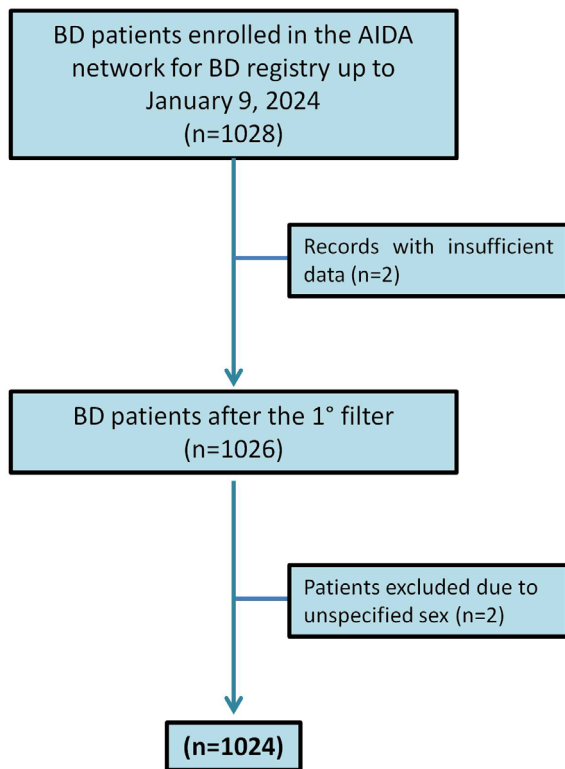 BD patients enrolled in the AIDA
network for BD registry up to
January 9, 2024
(n=1028)
Records with insufficient
data (n=2)
BD patients after the 1° filter
(n=1026)
Patients excluded due to
unspecified sex (n=2)
(n=1024)